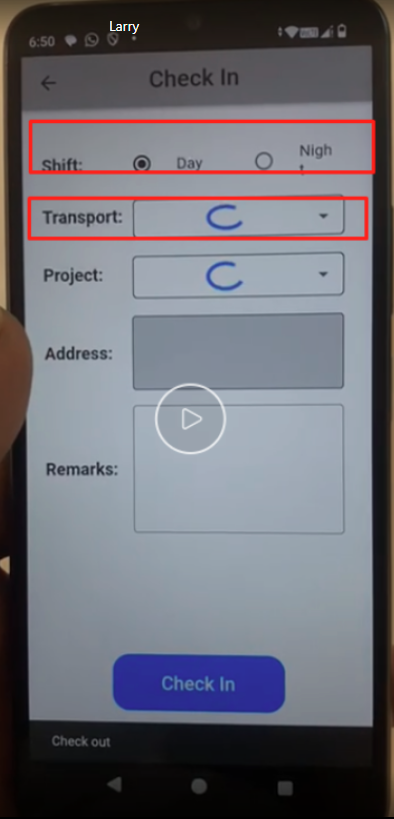 Larry
6:50
Check In
Shift:
Day
Nigh
t
Transport:
Project:
Address:
Remarks:
Check In
Check out